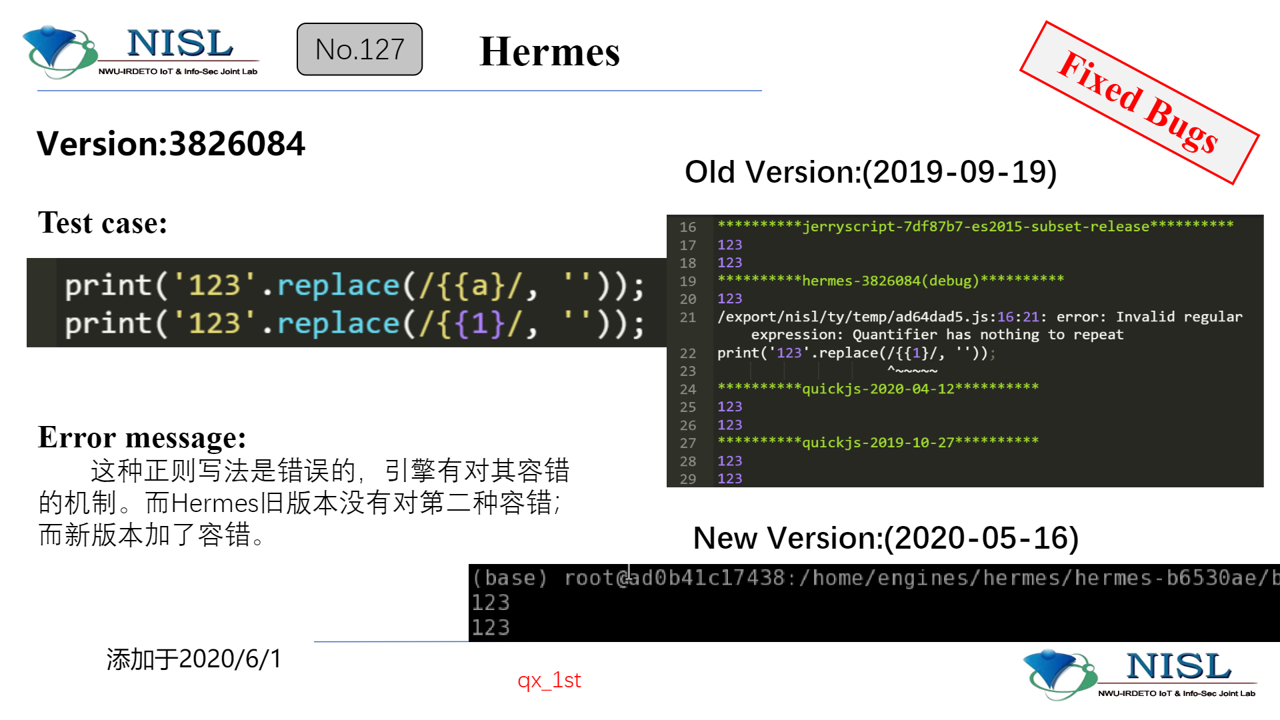 NISL
NWU-IRDETO IoT & Info-Sec Joint Lab
No.127
Hermes
Fixed Bugs
Version:3826084
Test case:
print('123'.replace(/{{a}/, ''));
print('123'.replace(/{{1}/, ''));
Error message:
这种正则写法是错误的，引擎有对其容错
的机制。而Hermes旧版本没有对第二种容错；
而新版本加了容错。
Old Version:(2019-09-19)
16 **********jerryscript-7df87b7-es2015-subset-release**********
17 123
18 123
19 **********hermes-3826084(debug)**********
20 123
21 /export/nisl/ty/temp/ad64dad5.js:16:21: error: Invalid regular
expression: Quantifier has nothing to repeat
22 print('123'.replace(/{{1}/, ''));
23 ^~~~~~
24 **********quickjs-2020-04-12**********
25 123
26 123
27 **********quickjs-2019-10-27**********
28 123
29 123
New Version:(2020-05-16)
(base) root@ad0b41c17438:/home/engines/hermes/hermes-b6530ae/b
123
123
添加于2020/6/1
qx_1st
NISL
NWU-IRDETO IoT & Info-Sec Joint Lab